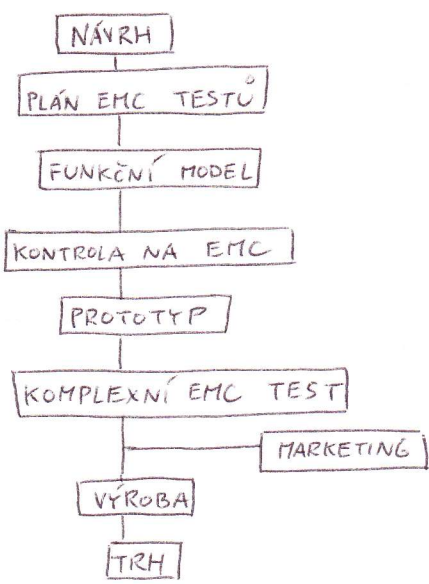 NÁVRH
PLÁN EMC TESTŮ
FUNKČNÍ MODEL
KONTROLA NA EMC
PROTOTYP
KOMPLEXNÍ EMC TEST
MARKETING
VÝROBA
TRH